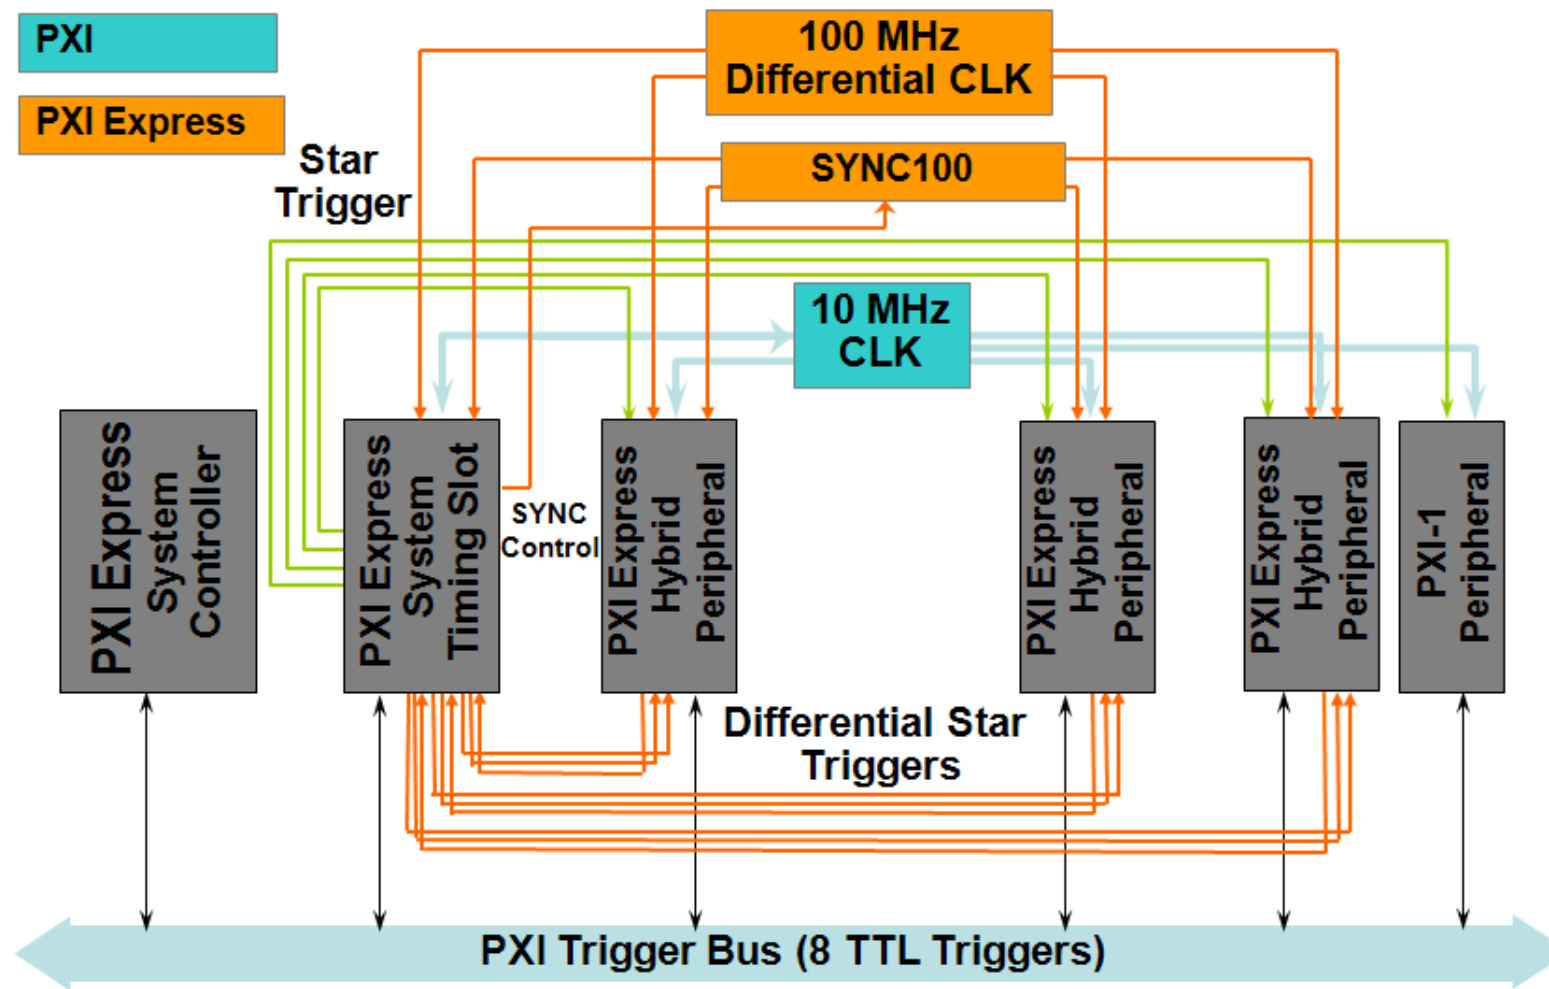 PXI
PXI Express
100 MHz
Differential CLK
Star
Trigger
SYNC100
10 MHz
CLK
PXI Express
System
Controller
PXI Express
System
Timing Slot
SYNC
Control
PXI Express
Hybrid
Peripheral
PXI Express
Hybrid
Peripheral
PXI Express
Hybrid
Peripheral
PXI-1
Peripheral
Differential Star
Triggers
PXI Trigger Bus (8 TTL Triggers)